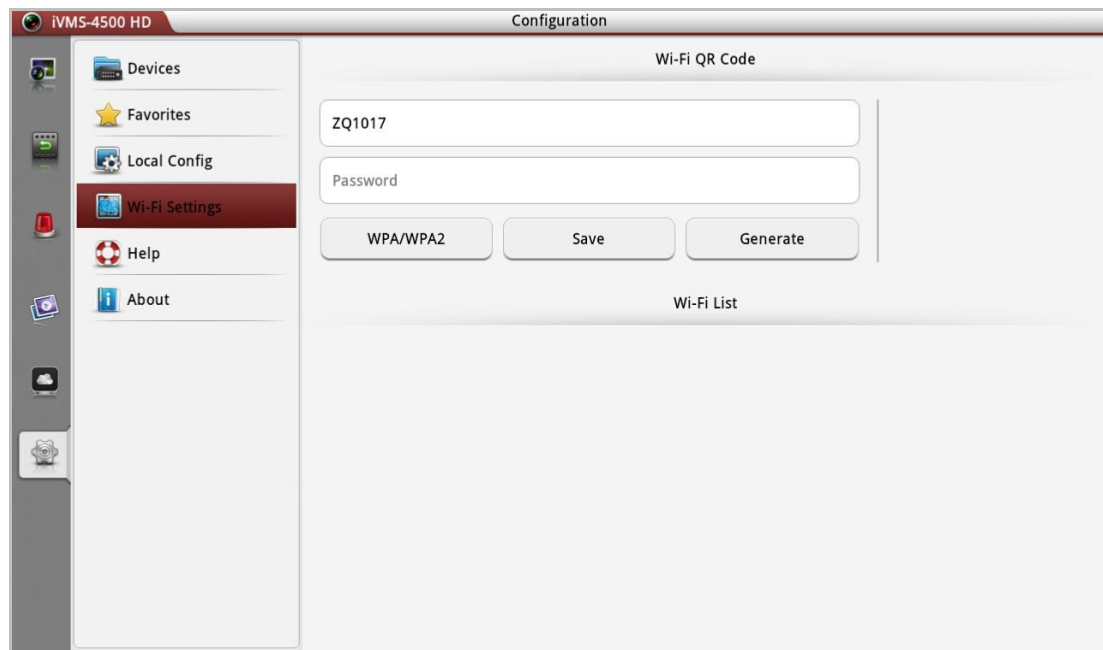 iVMS-4500 HD
Configuration
Devices
Favorites
Local Config
Wi-Fi Settings
Help
About
Wi-Fi QR Code
ZQ1017
Password
WPA/WPA2
Save
Generate
Wi-Fi List